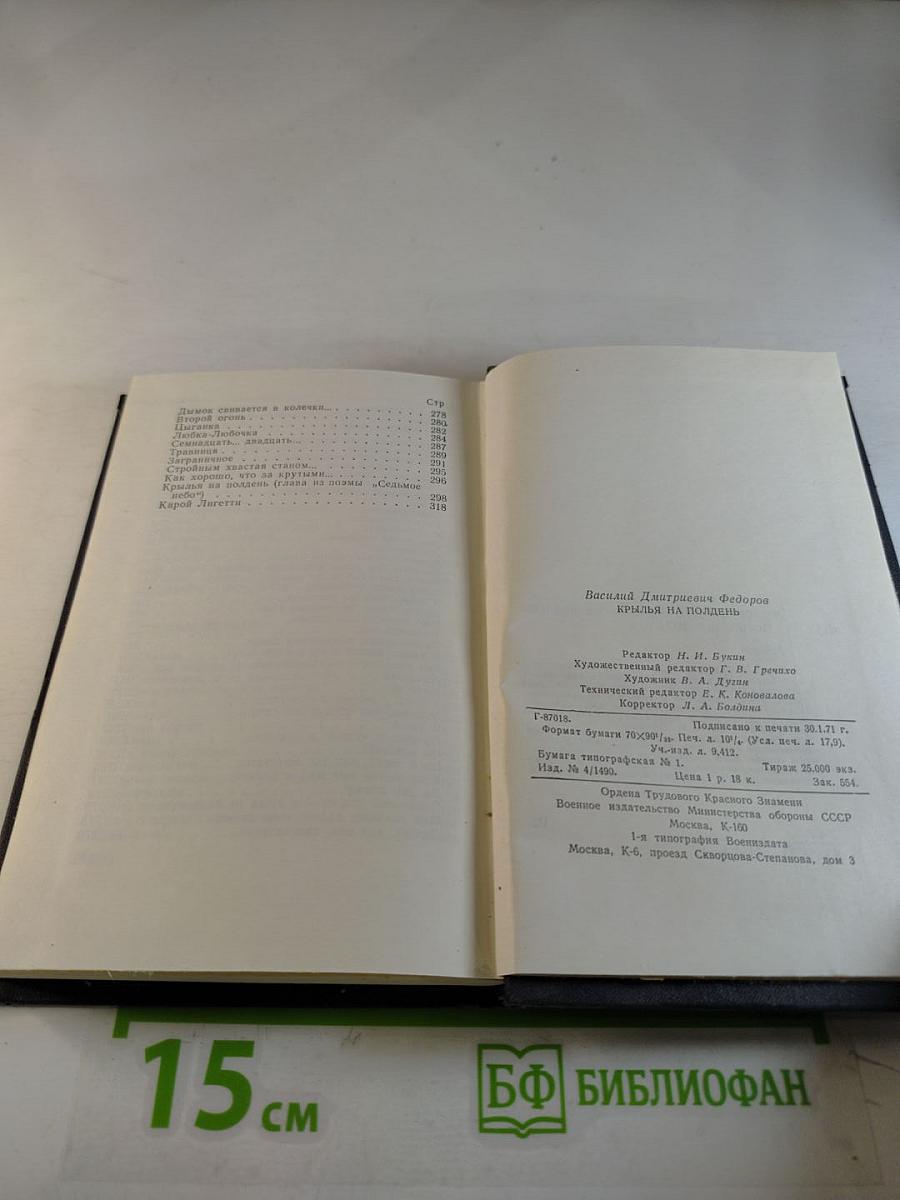 Стр
Дымок свивается в колечки... . . . . . . . . . 278
Второй огонь . . . . . . . . . . . . . . . . 280
Цыганка . . . . . . . . . . . . . . . . . . 282
Любка-Любочка . . . . . . . . . . . . . . . 284
Семнадцать... двадцать... . . . . . . . . . . . 287
Травница . . . . . . . . . . . . . . . . . . 289
Заграничное . . . . . . . . . . . . . . . . . 291
Стройным хвастая станом... . . . . . . . . . . 295
Как хорошо, что за крутыми... . . . . . . . . . 296
Крылья на полдень (глава из поэмы „Седьмое
небо“) . . . . . . . . . . . . . . . . . . 298
Карой Лигетти . . . . . . . . . . . . . . . . 318
Василий Дмитриевич Федоров
КРЫЛЬЯ НА ПОЛДЕНЬ
Редактор Н. И. Букин
Художественный редактор Г. В. Гречихо
Художник В. А. Дугин
Технический редактор Е. К. Коновалова
Корректор Л. А. Болдина
Г-87018. Подписано к печати 30.1.71 г.
Формат бумаги 70×90¹/₃₂. Печ. л. 10¹/₄. (Усл. печ. л. 17,9).
Уч.-изд. л. 9,412.
Бумага типографская № 1. Тираж 25.000 экз.
Изд. № 4/1490. Цена 1 р. 18 к. Зак. 554.
Ордена Трудового Красного Знамени
Военное издательство Министерства обороны СССР
Москва, К-160
1-я типография Воениздата
Москва, К-6, проезд Скворцова-Степанова, дом 3
15 см
БФ БИБЛИОФАН